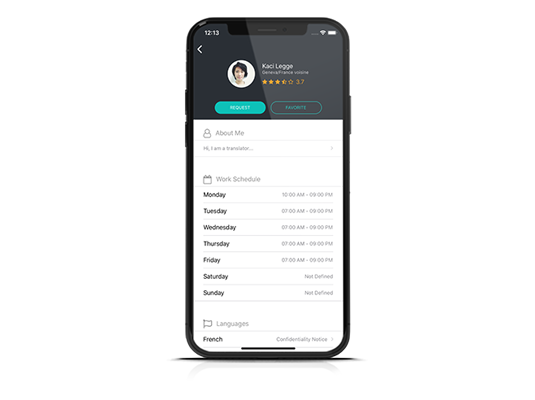 12:13
Kaci Legge
Geneva/France voisine
3.7
REQUEST FAVORITE
About Me
Hi, I am a translator...
Work Schedule
Monday 10:00 AM - 09:00 PM
Tuesday 07:00 AM - 09:00 PM
Wednesday 07:00 AM - 09:00 PM
Thursday 07:00 AM - 09:00 PM
Friday 07:00 AM - 09:00 PM
Saturday Not Defined
Sunday Not Defined
Languages
French Confidentiality Notice